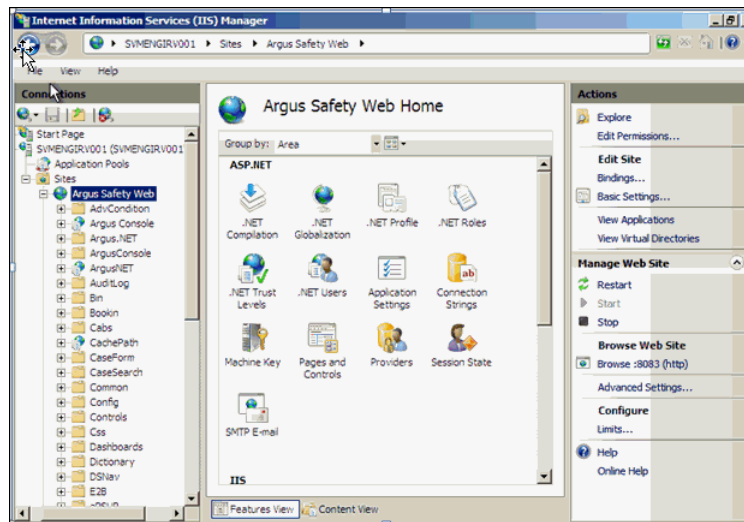 Internet Information Services (IIS) Manager
SVMENGIRV001 Sites Argus Safety Web
File View Help
Connections
Start Page
SVMENGIRV001 (SVMENGIRV001
Application Pools
Sites
Argus Safety Web
AdvCondition
Argus Console
Argus.NET
ArgusConsole
ArgusNET
AuditLog
Bin
Bookin
Cabs
CachePath
CaseForm
CaseSearch
Common
Config
Controls
Css
Dashboards
Dictionary
DSNav
E2B
Argus Safety Web Home
Group by: Area
ASP.NET
.NET Compilation
.NET Globalization
.NET Profile
.NET Roles
.NET Trust Levels
.NET Users
Application Settings
Connection Strings
Machine Key
Pages and Controls
Providers
Session State
SMTP E-mail
IIS
Features View Content View
Actions
Explore
Edit Permissions...
Edit Site
Bindings...
Basic Settings...
View Applications
View Virtual Directories
Manage Web Site
Restart
Start
Stop
Browse Web Site
Browse :8083 (http)
Advanced Settings...
Configure
Limits...
Help
Online Help